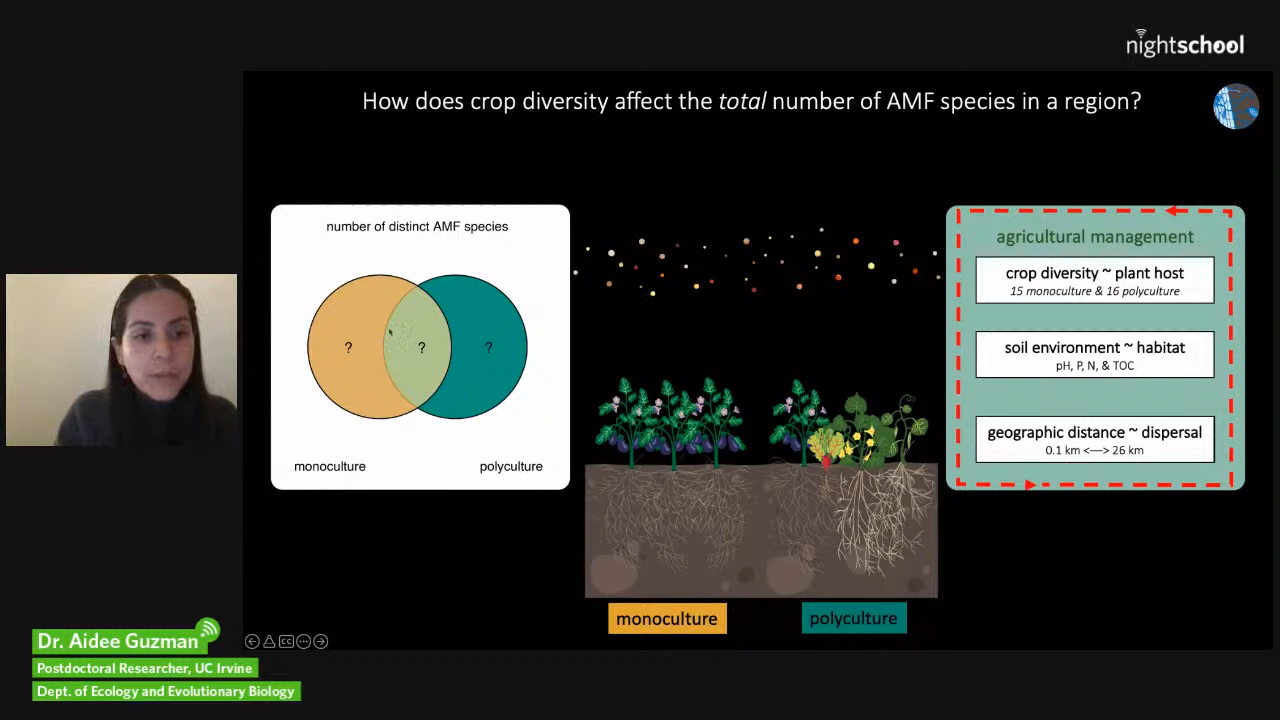 nightschool
How does crop diversity affect the total number of AMF species in a region?
number of distinct AMF species
? ? ?
monoculture polyculture
monoculture polyculture
agricultural management
crop diversity ~ plant host
15 monoculture & 16 polyculture
soil environment ~ habitat
pH, P, N, & TOC
geographic distance ~ dispersal
0.1 km <—> 26 km
Dr. Aidee Guzman
Postdoctoral Researcher, UC Irvine
Dept. of Ecology and Evolutionary Biology
CC